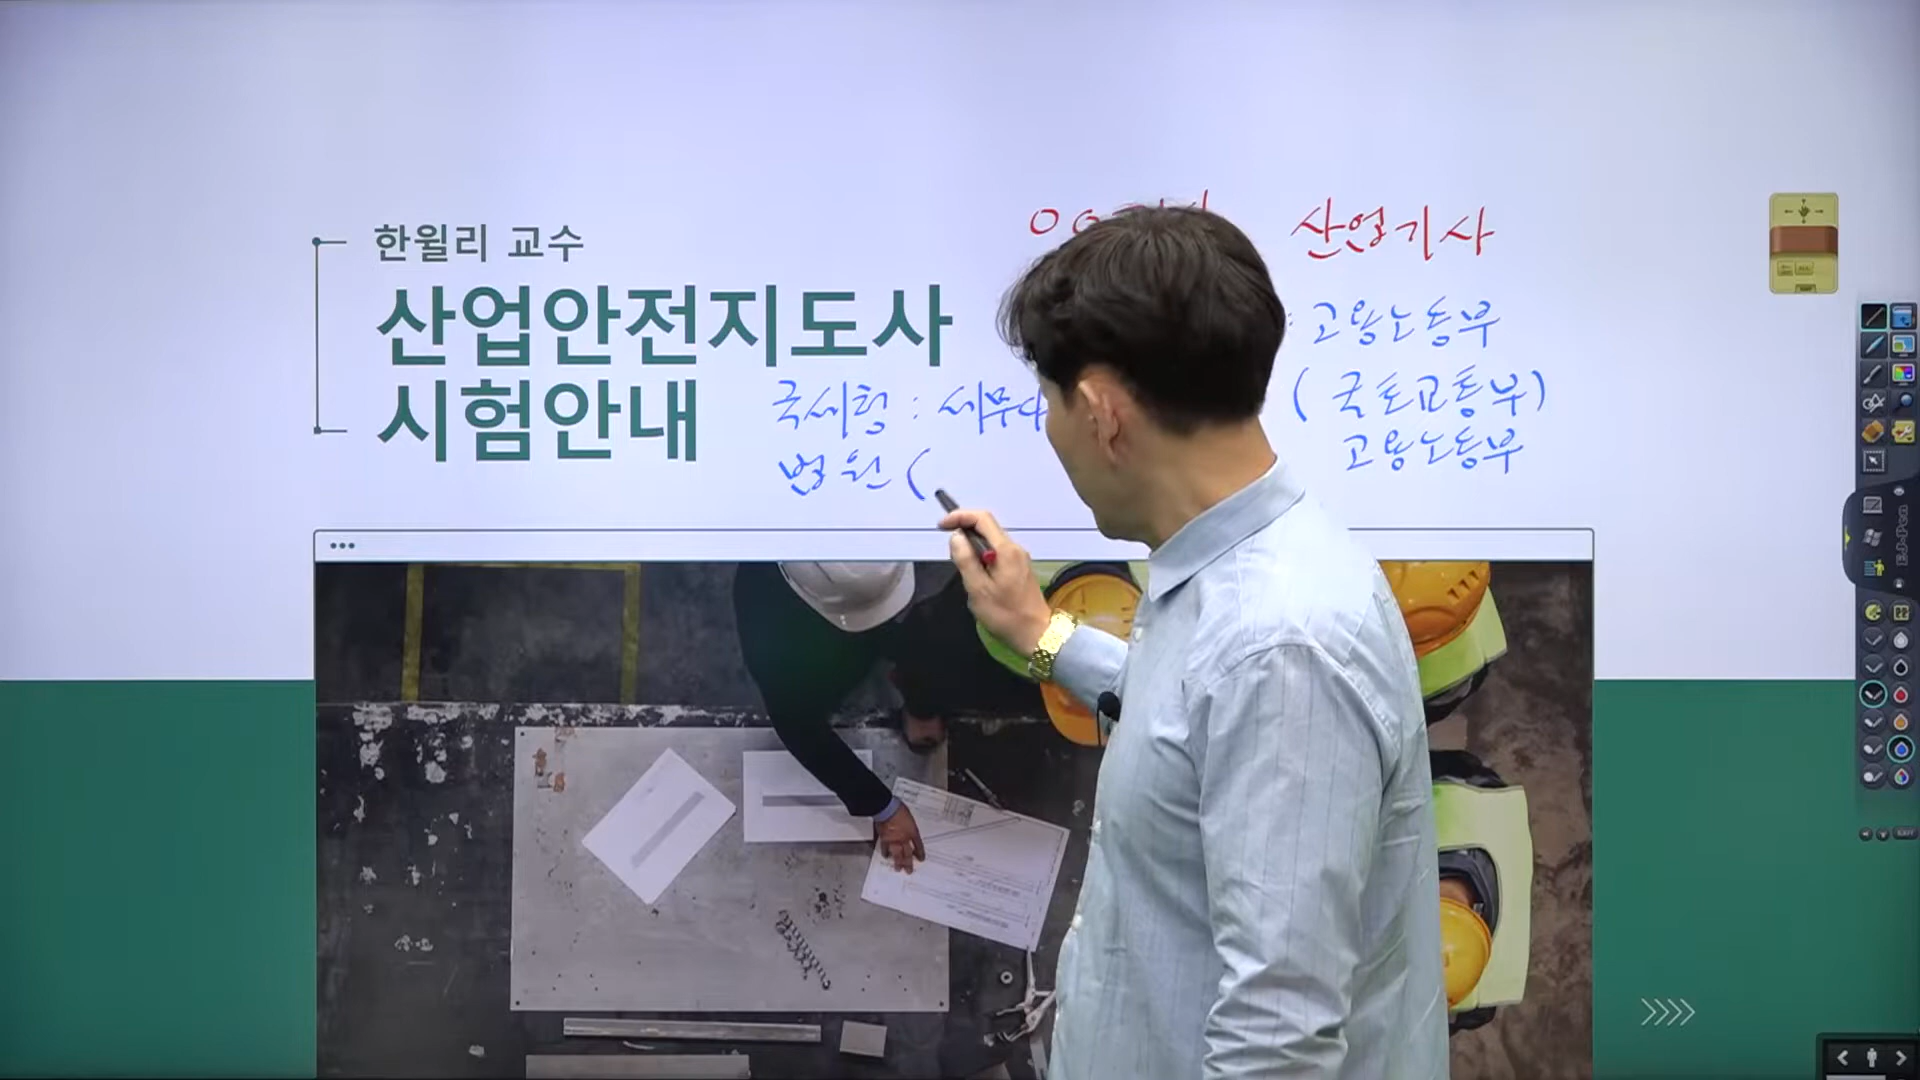 한월리 교수
산업안전지도사
시험안내
산업기사
: 고용노동부
국세청 : 세무사
(국토교통부)
법원 (
고용노동부